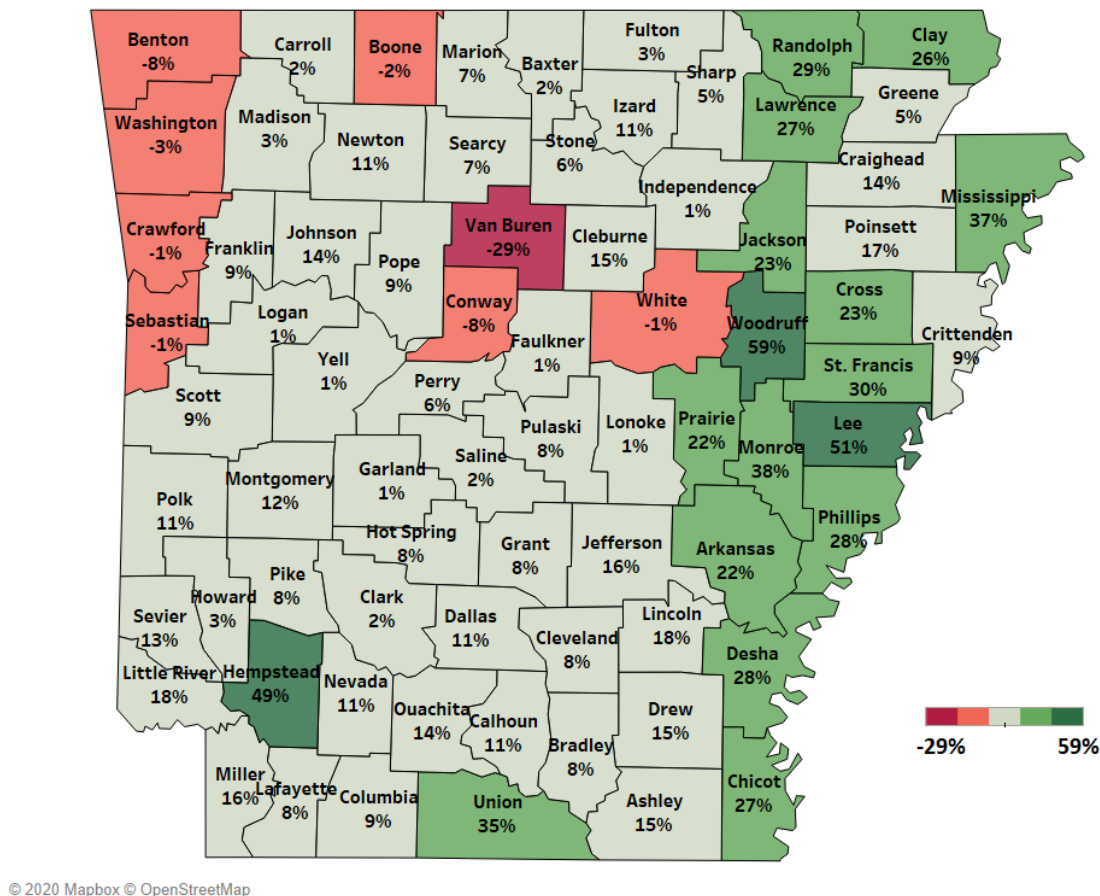 Benton
-8%
Carroll
2%
Boone
-2%
Marion
7%
Baxter
2%
Fulton
3%
Sharp
5%
Randolph
29%
Clay
26%
Greene
5%
Lawrence
27%
Izard
11%
Washington
-3%
Madison
3%
Newton
11%
Searcy
7%
Stone
6%
Independence
1%
Craighead
14%
Mississippi
37%
Crawford
-1%
Franklin
9%
Johnson
14%
Pope
9%
Van Buren
-29%
Cleburne
15%
Jackson
23%
Poinsett
17%
Sebastian
-1%
Logan
1%
Conway
-8%
Faulkner
1%
White
-1%
Woodruff
59%
Cross
23%
Crittenden
9%
Scott
9%
Yell
1%
Perry
6%
Pulaski
8%
Lonoke
1%
Prairie
22%
Monroe
38%
St. Francis
30%
Lee
51%
Polk
11%
Montgomery
12%
Garland
1%
Saline
2%
Hot Spring
8%
Grant
8%
Jefferson
16%
Arkansas
22%
Phillips
28%
Sevier
13%
Howard
3%
Pike
8%
Clark
2%
Dallas
11%
Cleveland
8%
Lincoln
18%
Desha
28%
Little River
18%
Hempstead
49%
Nevada
11%
Ouachita
14%
Calhoun
11%
Bradley
8%
Drew
15%
Chicot
27%
Miller
16%
Lafayette
8%
Columbia
9%
Union
35%
Ashley
15%
-29%
59%
© 2020 Mapbox © OpenStreetMap